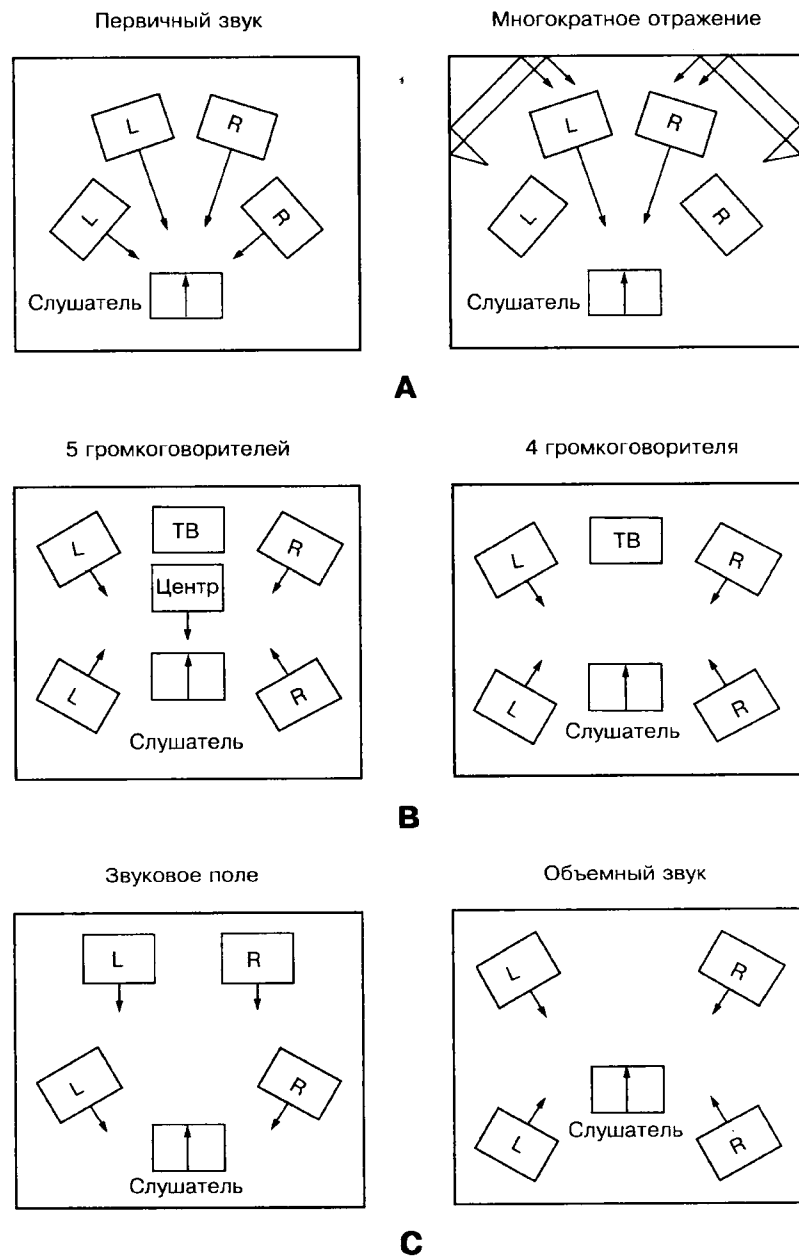 Первичный звук
Многократное отражение
L R
L R
L R
L R
Слушатель
Слушатель
A
5 громкоговорителей
4 громкоговорителя
L ТВ R
L ТВ R
Центр
L R
L R
Слушатель
Слушатель
B
Звуковое поле
Объемный звук
L R
L R
L R
L R
Слушатель
Слушатель
C